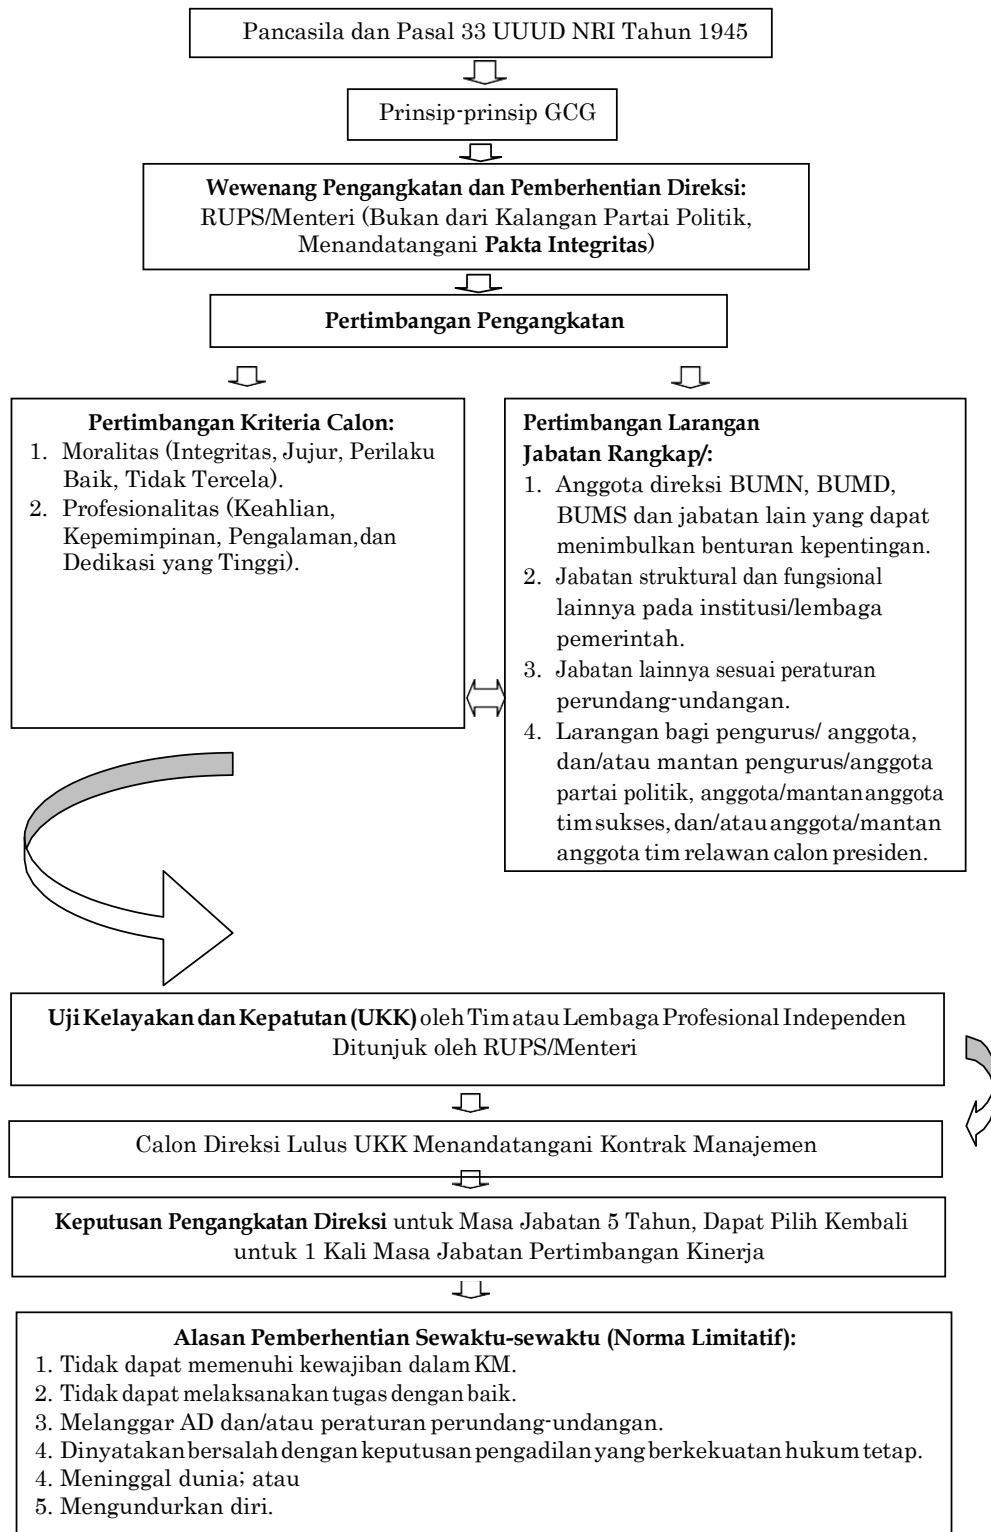 Pancasila dan Pasal 33 UUUD NRI Tahun 1945
Prinsip-prinsip GCG
Wewenang Pengangkatan dan Pemberhentian Direksi:
RUPS/Menteri (Bukan dari Kalangan Partai Politik,
Menandatangani Pakta Integritas)
Pertimbangan Pengangkatan
Pertimbangan Kriteria Calon:
1. Moralitas (Integritas, Jujur, Perilaku
Baik, Tidak Tercela).
2. Profesionalitas (Keahlian,
Kepemimpinan, Pengalaman,dan
Dedikasi yang Tinggi).
Pertimbangan Larangan
Jabatan Rangkap/:
1. Anggota direksi BUMN, BUMD,
BUMS dan jabatan lain yang dapat
menimbulkan benturan kepentingan.
2. Jabatan struktural dan fungsional
lainnya pada institusi/lembaga
pemerintah.
3. Jabatan lainnya sesuai peraturan
perundang-undangan.
4. Larangan bagi pengurus/ anggota,
dan/atau mantan pengurus/anggota
partai politik, anggota/mantan anggota
tim sukses, dan/atau anggota/mantan
anggota tim relawan calon presiden.
Uji Kelayakan dan Kepatutan (UKK) oleh Tim atau Lembaga Profesional Independen
Ditunjuk oleh RUPS/Menteri
Calon Direksi Lulus UKK Menandatangani Kontrak Manajemen
Keputusan Pengangkatan Direksi untuk Masa Jabatan 5 Tahun, Dapat Pilih Kembali
untuk 1 Kali Masa Jabatan Pertimbangan Kinerja
Alasan Pemberhentian Sewaktu-sewaktu (Norma Limitatif):
1. Tidak dapat memenuhi kewajiban dalam KM.
2. Tidak dapat melaksanakan tugas dengan baik.
3. Melanggar AD dan/atau peraturan perundang-undangan.
4. Dinyatakan bersalah dengan keputusan pengadilan yang berkekuatan hukum tetap.
4. Meninggal dunia; atau
5. Mengundurkan diri.